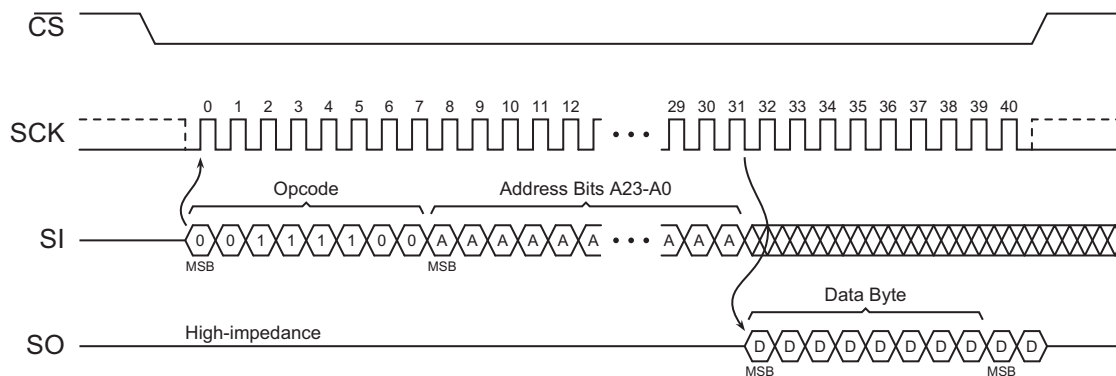 CS
0 1 2 3 4 5 6 7 8 9 10 11 12 29 30 31 32 33 34 35 36 37 38 39 40
SCK
Opcode Address Bits A23-A0
SI 0 0 1 1 1 1 0 0 A A A A A A A A A
MSB MSB
Data Byte
High-impedance
SO D D D D D D D D D D
MSB MSB